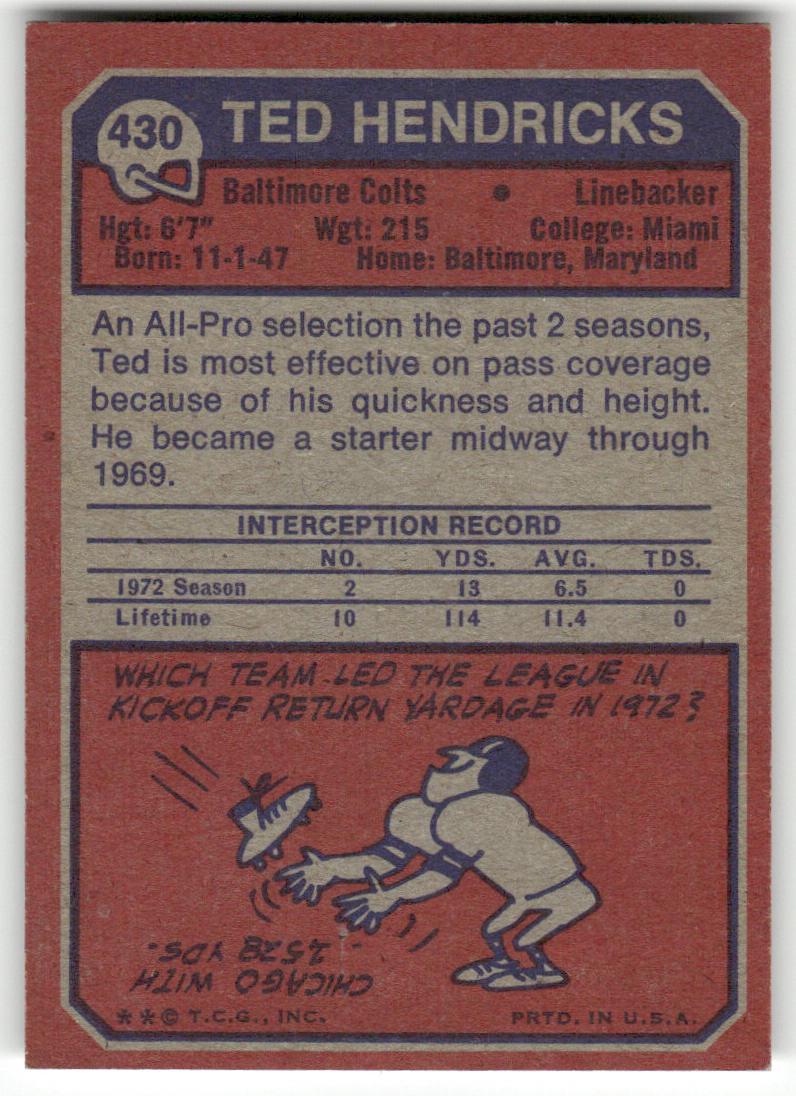 430
TED HENDRICKS
Baltimore Colts • Linebacker
Hgt: 6'7" Wgt: 215 College: Miami
Born: 11-1-47 Home: Baltimore, Maryland
An All-Pro selection the past 2 seasons,
Ted is most effective on pass coverage
because of his quickness and height.
He became a starter midway through
1969.
INTERCEPTION RECORD
NO. YDS. AVG. TDS.
1972 Season 2 13 6.5 0
Lifetime 10 114 11.4 0
WHICH TEAM LED THE LEAGUE IN
KICKOFF RETURN YARDAGE IN 1972?
CHICAGO WITH
- 2528 YDS.
**© T.C.G., INC. PRTD. IN U.S.A.